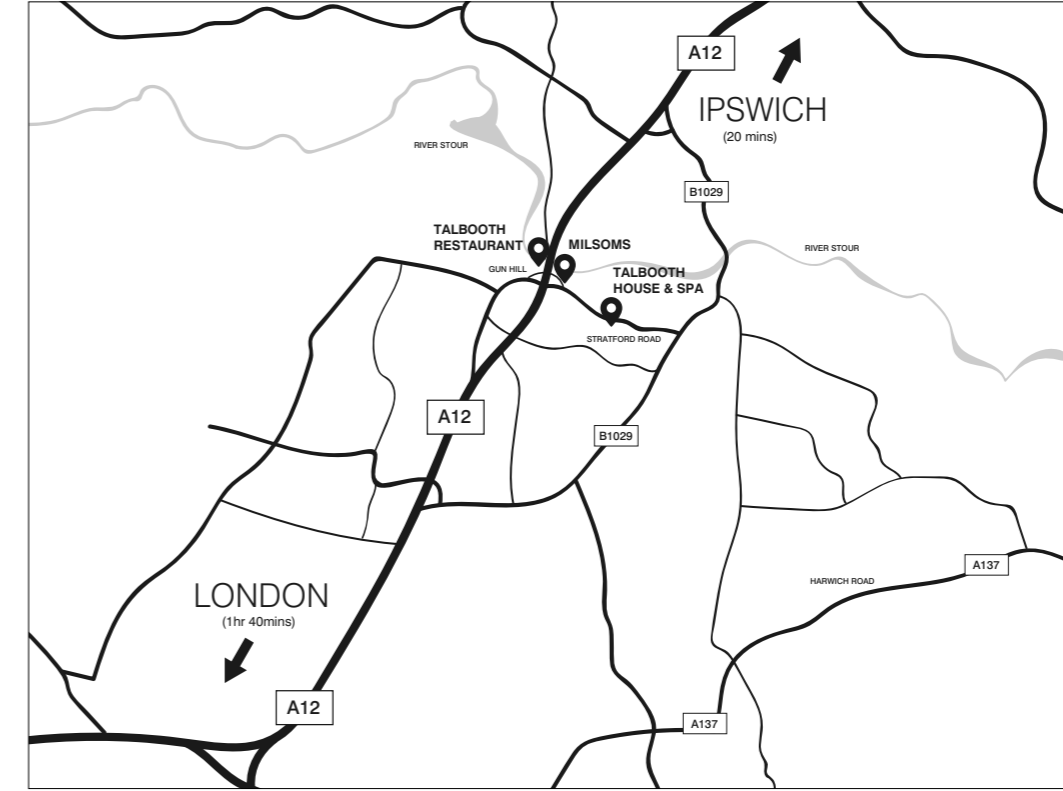 A12
IPSWICH
(20 mins)
RIVER STOUR
B1029
TALBOOTH
RESTAURANT
MILSOMS
RIVER STOUR
GUN HILL
TALBOOTH
HOUSE & SPA
STRATFORD ROAD
A12
B1029
LONDON
(1hr 40mins)
HARWICH ROAD
A137
A12
A137